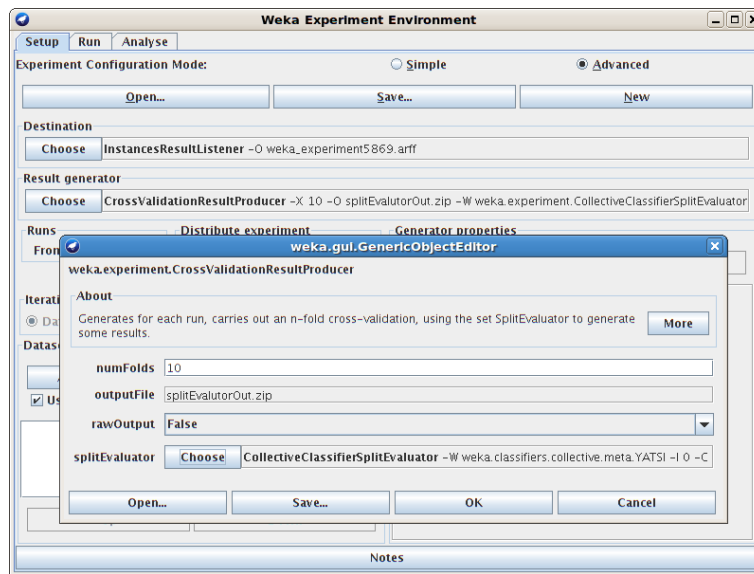 Weka Experiment Environment
Setup Run Analyse
Experiment Configuration Mode: Simple Advanced
Open... Save... New
Destination
Choose InstancesResultListener -O weka_experiment5869.arff
Result generator
Choose CrossValidationResultProducer -X 10 -O splitEvalutorOut.zip -W weka.experiment.CollectiveClassifierSplitEvaluator
Runs Distribute experiment Generator properties
weka.gui.GenericObjectEditor
From
weka.experiment.CrossValidationResultProducer
About
Generates for each run, carries out an n-fold cross-validation, using the set SplitEvaluator to generate
some results.
More
numFolds 10
outputFile splitEvalutorOut.zip
rawOutput False
splitEvaluator Choose CollectiveClassifierSplitEvaluator -W weka.classifiers.collective.meta.YATSI -I 0 -C
Open... Save... OK Cancel
Notes